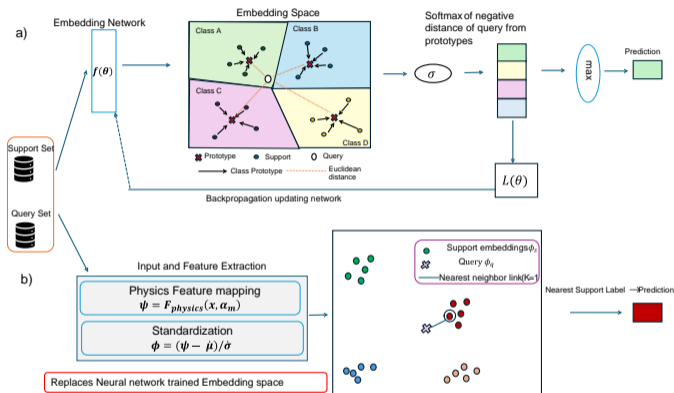 a)
Embedding Network
f(θ)
Embedding Space
Class A
Class B
Class C
Class D
Prototype
Support
Query
Class Prototype
Euclidean
distance
σ
Softmax of negative
distance of query from
prototypes
max
Prediction
L(θ)
Backpropagation updating network
Support Set
Query Set
b)
Input and Feature Extraction
Physics Feature mapping
ψ = F_physics(x, α_m)
Standardization
ϕ = (ψ − μ̇)/σ̇
Replaces Neural network trained Embedding space
Support embeddingsϕ_s
Query ϕ_q
Nearest neighbor link(K=1
Nearest Support Label →Prediction